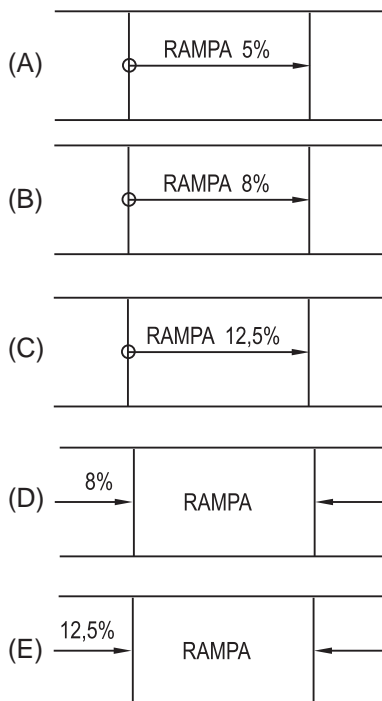 (A) RAMPA 5%
(B) RAMPA 8%
(C) RAMPA 12,5%
(D) 8% RAMPA
(E) 12,5% RAMPA